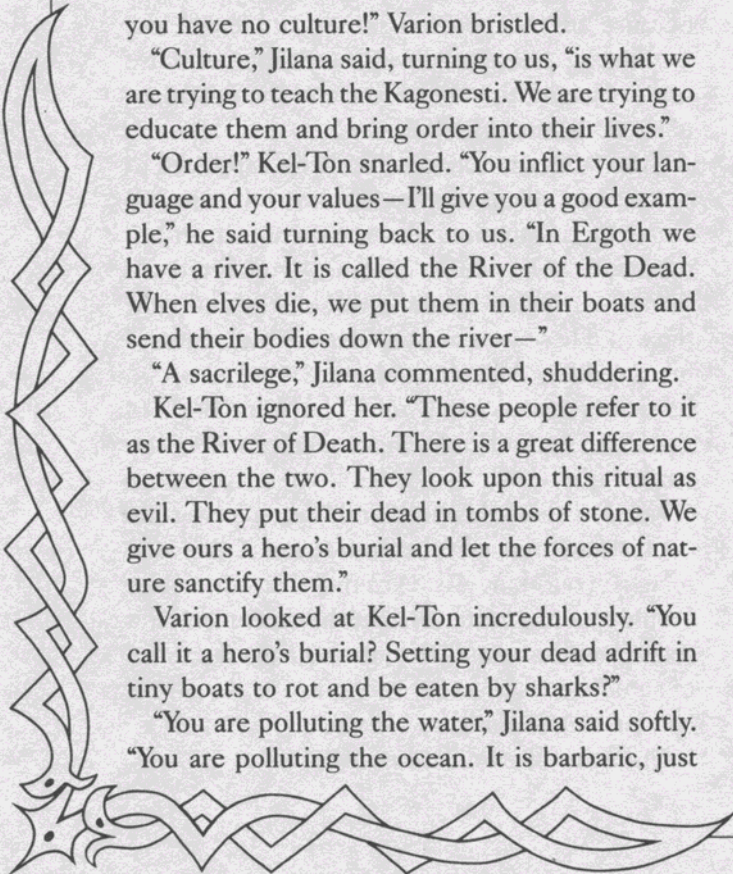 you have no culture!” Varion bristled.
“Culture,” Jilana said, turning to us, “is what we
are trying to teach the Kagonesti. We are trying to
educate them and bring order into their lives.”
“Order!” Kel-Ton snarled. “You inflict your lan-
guage and your values—I’ll give you a good exam-
ple,” he said turning back to us. “In Ergoth we
have a river. It is called the River of the Dead.
When elves die, we put them in their boats and
send their bodies down the river—”
“A sacrilege,” Jilana commented, shuddering.
Kel-Ton ignored her. “These people refer to it
as the River of Death. There is a great difference
between the two. They look upon this ritual as
evil. They put their dead in tombs of stone. We
give ours a hero’s burial and let the forces of nat-
ure sanctify them.”
Varion looked at Kel-Ton incredulously. “You
call it a hero’s burial? Setting your dead adrift in
tiny boats to rot and be eaten by sharks?”
“You are polluting the water,” Jilana said softly.
“You are polluting the ocean. It is barbaric, just